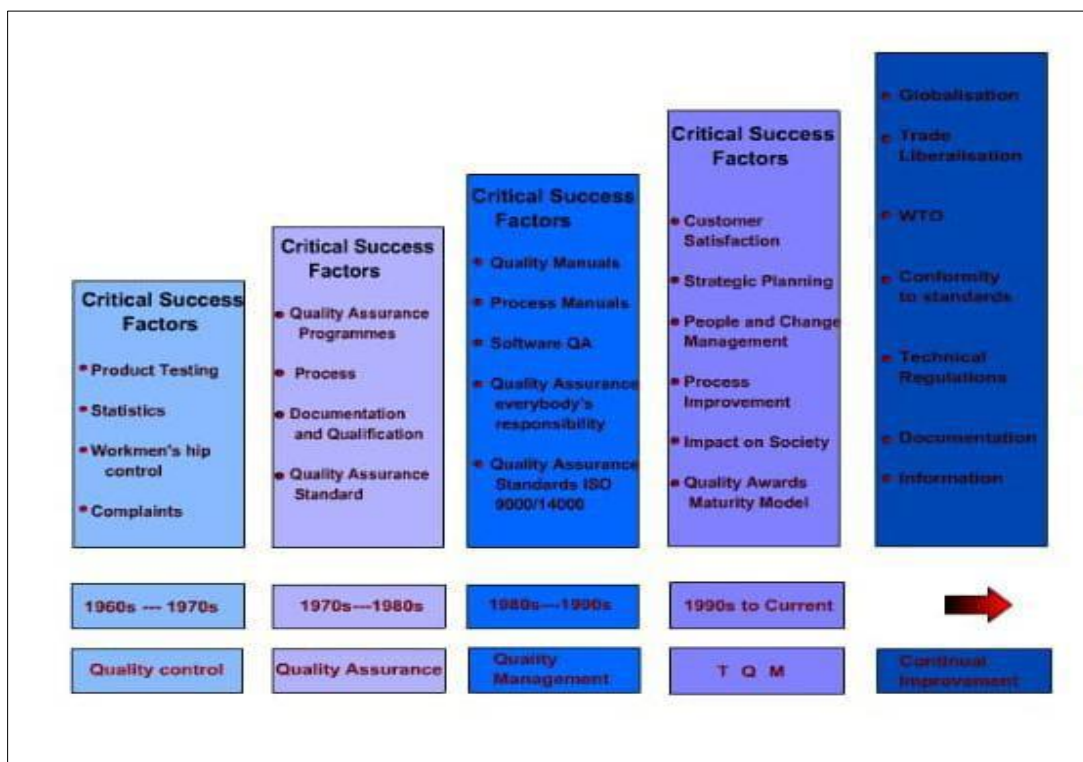 Critical Success
Factors
Product Testing
Statistics
Workmen's hip
control
Complaints
1960s --- 1970s
Quality control
Critical Success
Factors
Quality Assurance
Programmes
Process
Documentation
and Qualification
Quality Assurance
Standard
1970s---1980s
Quality Assurance
Critical Success
Factors
Quality Manuals
Process Manuals
Software QA
Quality Assurance
everybody's
responsibility
Quality Assurance
Standards ISO
9000/14000
1980s---1990s
Quality
Management
Critical Success
Factors
Customer
Satisfaction
Strategic Planning
People and Change
Management
Process
Improvement
Impact on Society
Quality Awards
Maturity Model
1990s to Current
T Q M
Globalisation
Trade
Liberalisation
WTO
Conformity
to standards
Technical
Regulations
Documentation
Information
Continual
Improvement